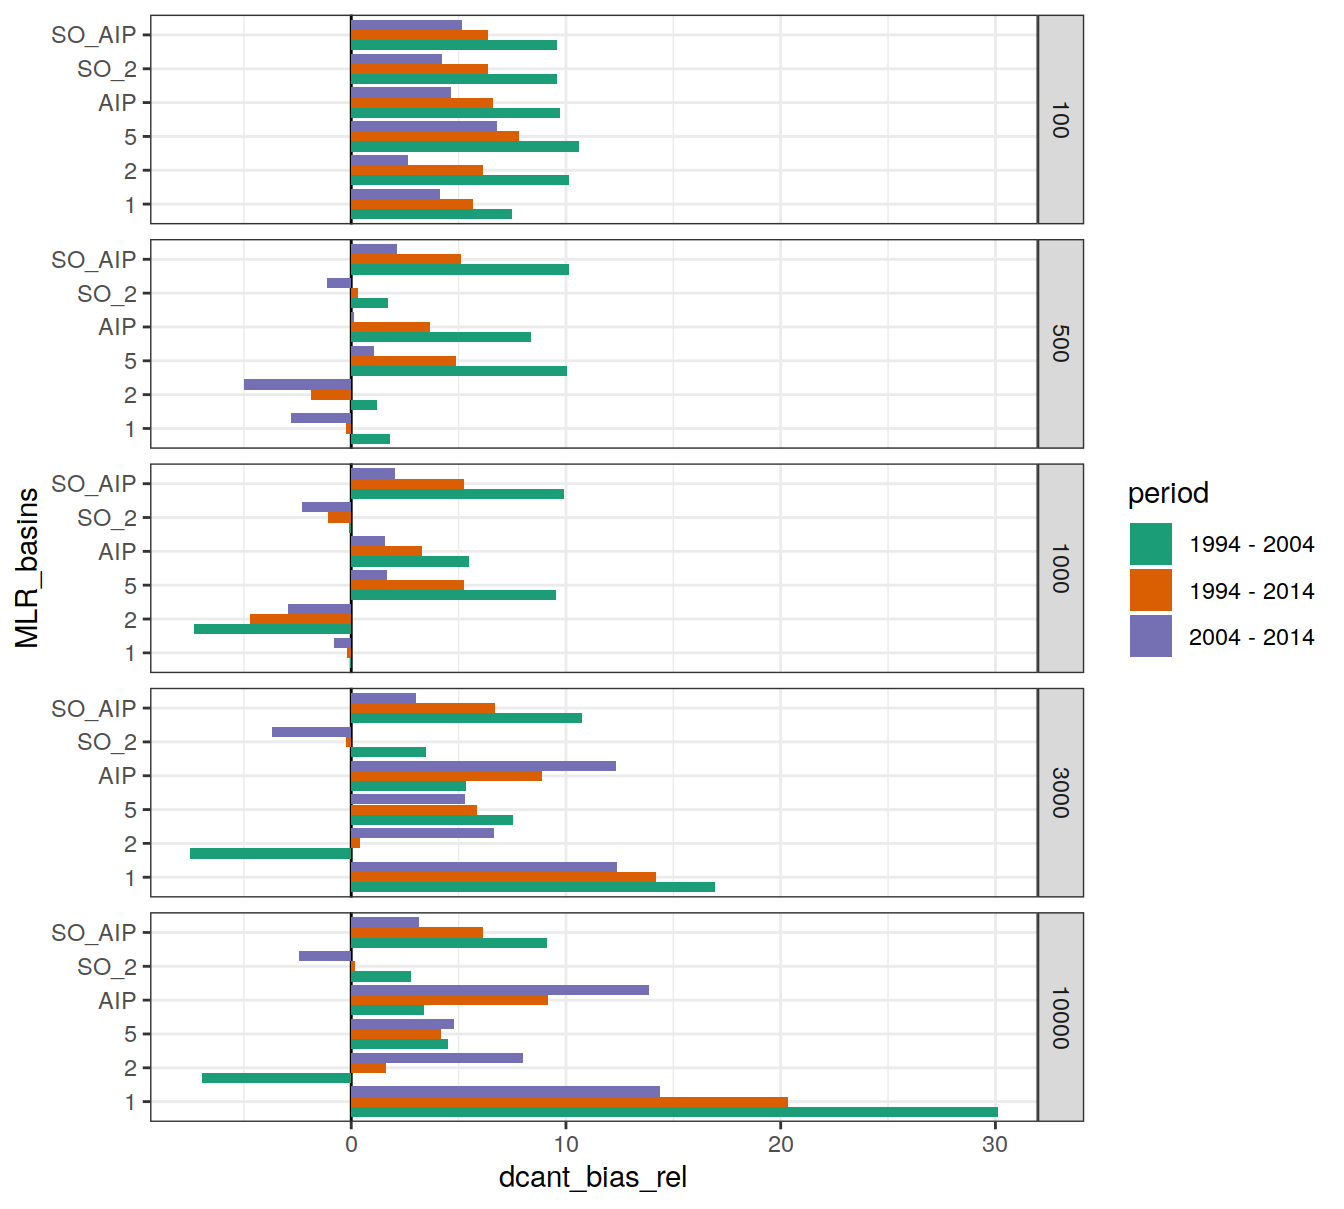 SO_AIP
SO_2
AIP
5
2
1
100
SO_AIP
SO_2
AIP
5
2
1
500
SO_AIP
SO_2
AIP
5
2
1
1000
SO_AIP
SO_2
AIP
5
2
1
3000
SO_AIP
SO_2
AIP
5
2
1
10000
0 10 20 30
dcant_bias_rel
MLR_basins
period
1994 - 2004
1994 - 2014
2004 - 2014